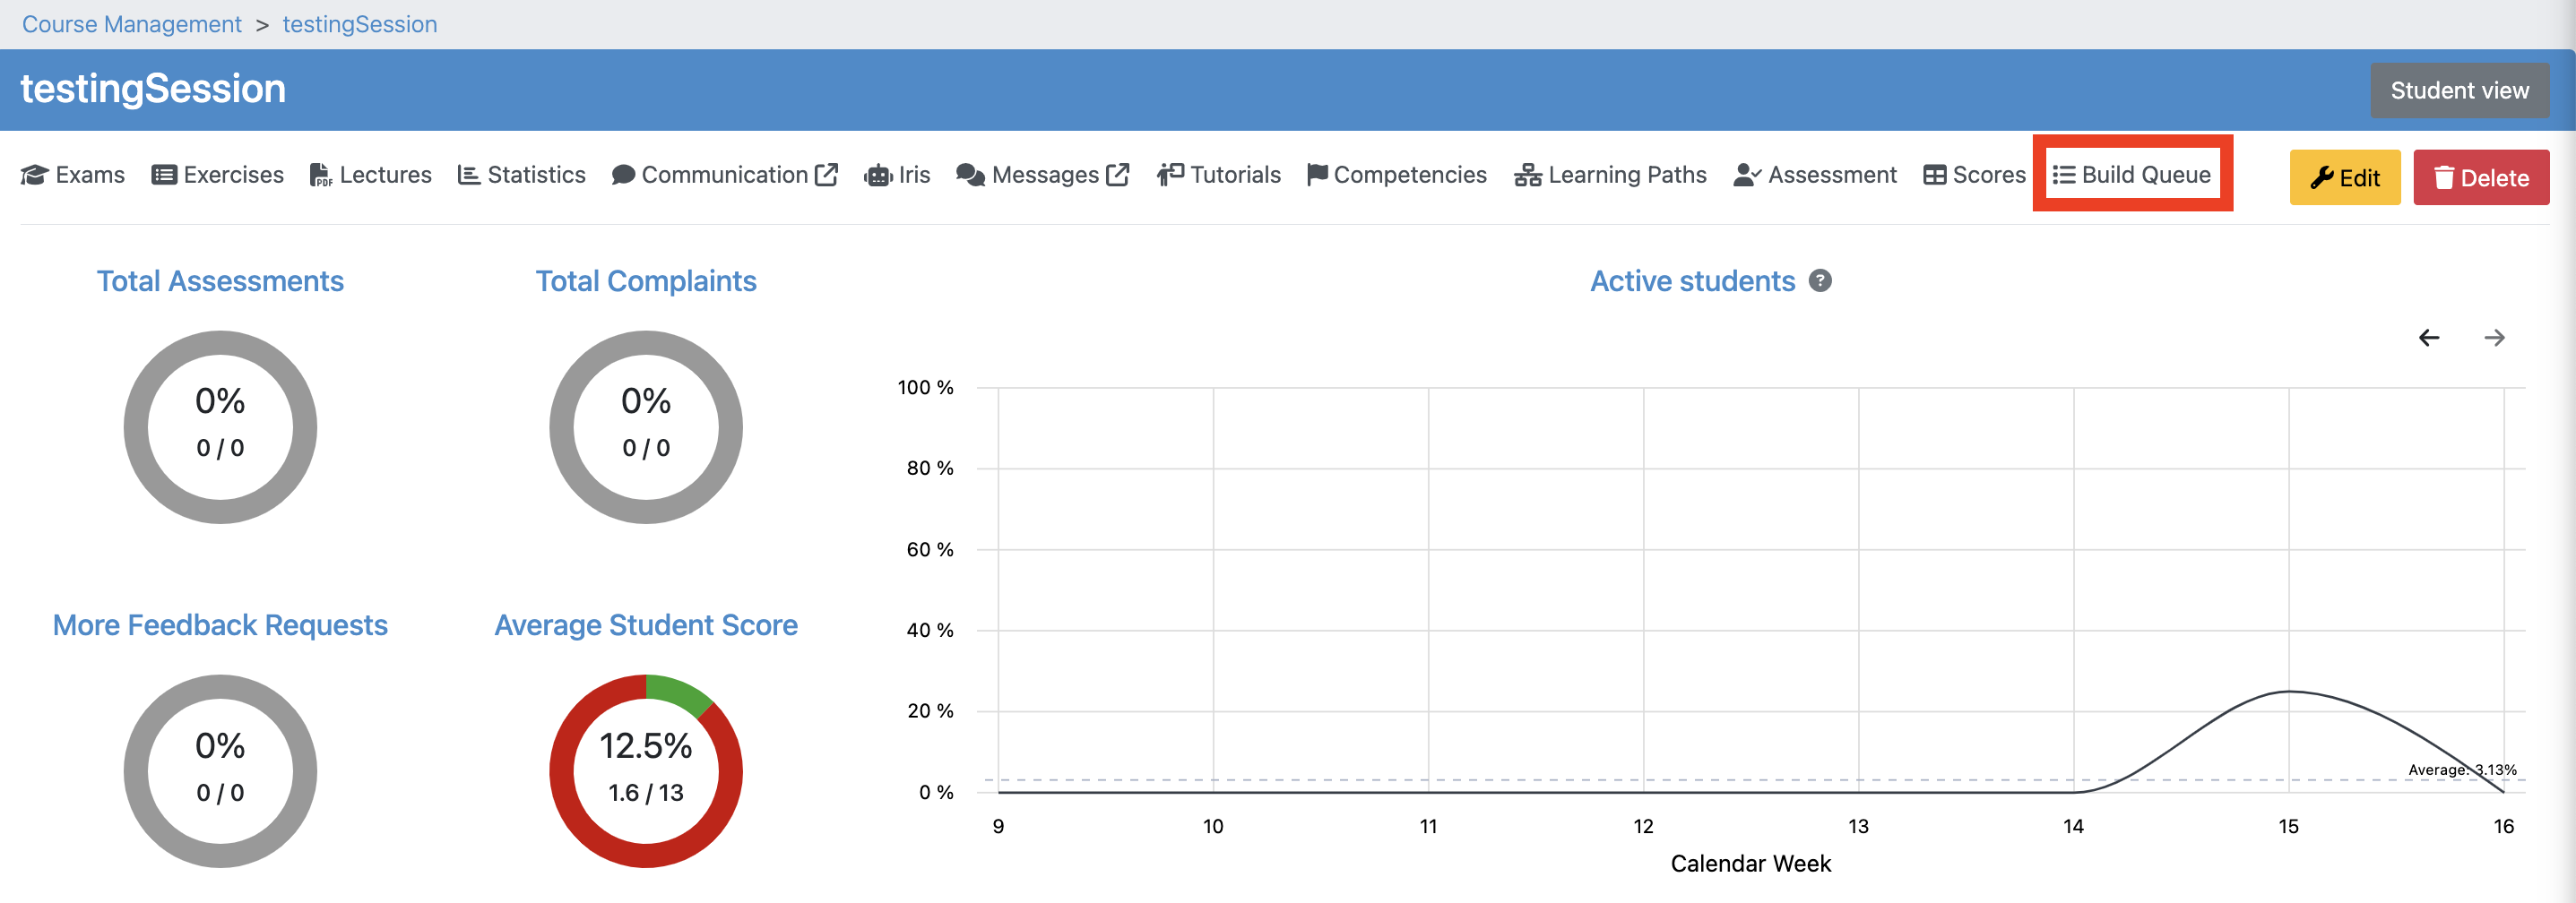 Course Management > testingSession
testingSession
Student view
Exams Exercises Lectures Statistics Communication Iris Messages Tutorials Competencies Learning Paths Assessment Scores Build Queue Edit Delete
Total Assessments
0%
0 / 0
Total Complaints
0%
0 / 0
More Feedback Requests
0%
0 / 0
Average Student Score
12.5%
1.6 / 13
Active students ?
100 %
80 %
60 %
40 %
20 %
0 %
Average: 3.13%
9 10 11 12 13 14 15 16
Calendar Week